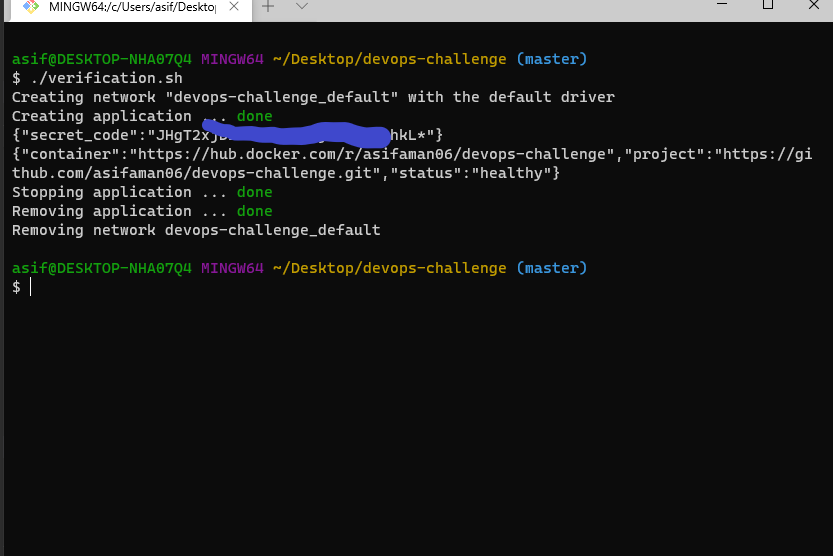 MINGW64:/c/Users/asif/Deskto
asif@DESKTOP-NHA07Q4 MINGW64 ~/Desktop/devops-challenge (master)
$ ./verification.sh
Creating network "devops-challenge_default" with the default driver
Creating application ... done
{"secret_code":"JHgT2xj hkL*"}
{"container":"https://hub.docker.com/r/asifaman06/devops-challenge","project":"https://gi
thub.com/asifaman06/devops-challenge.git","status":"healthy"}
Stopping application ... done
Removing application ... done
Removing network devops-challenge_default
asif@DESKTOP-NHA07Q4 MINGW64 ~/Desktop/devops-challenge (master)
$